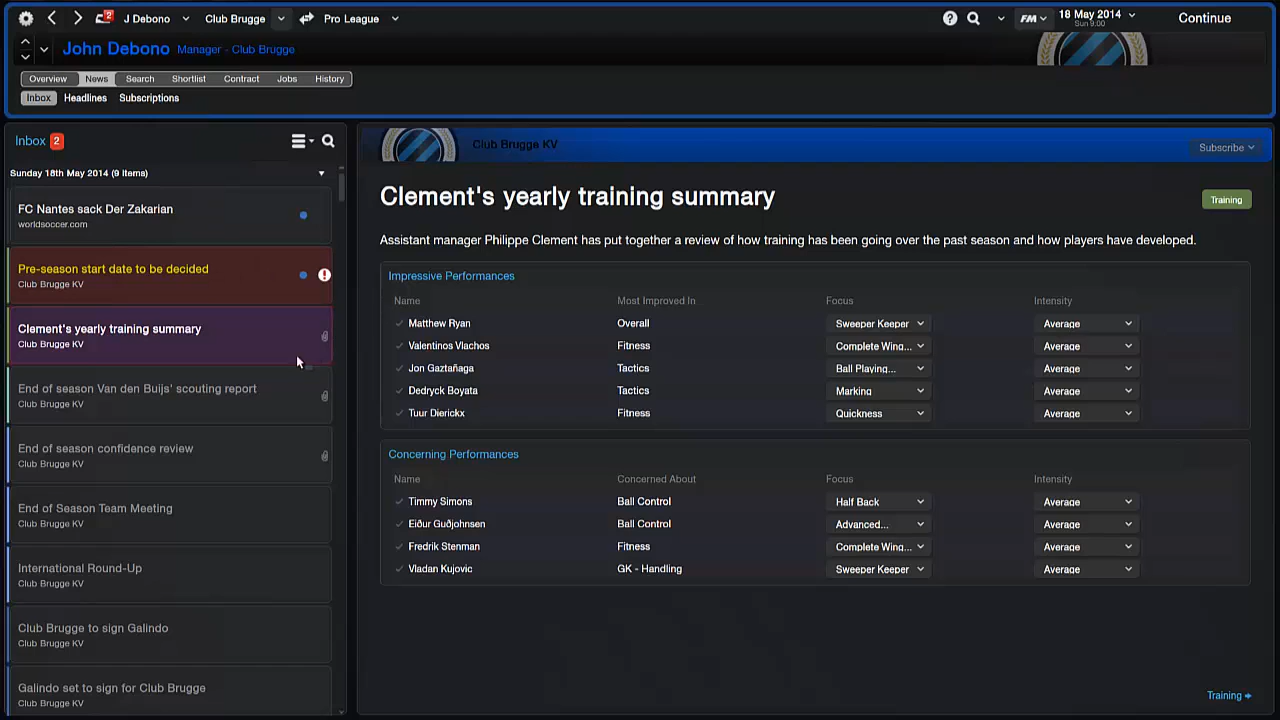 2 J Debono Club Brugge Pro League ? FM 18 May 2014 Continue
Sun 9:00
John Debono Manager - Club Brugge
Overview News Search Shortlist Contract Jobs History
Inbox Headlines Subscriptions
Inbox 2
Sunday 18th May 2014 (9 items)
FC Nantes sack Der Zakarian
worldsoccer.com
Pre-season start date to be decided
Club Brugge KV
Clement's yearly training summary
Club Brugge KV
End of season Van den Buijs' scouting report
Club Brugge KV
End of season confidence review
Club Brugge KV
End of Season Team Meeting
Club Brugge KV
International Round-Up
Club Brugge KV
Club Brugge to sign Galindo
Club Brugge KV
Galindo set to sign for Club Brugge
Club Brugge KV
Club Brugge KV Subscribe
Clement's yearly training summary
Training
Assistant manager Philippe Clement has put together a review of how training has been going over the past season and how players have developed.
Impressive Performances
Name Most Improved In Focus Intensity
Matthew Ryan Overall Sweeper Keeper Average
Valentinos Vlachos Fitness Complete Wing... Average
Jon Gaztañaga Tactics Ball Playing... Average
Dedryck Boyata Tactics Marking Average
Tuur Dierickx Fitness Quickness Average
Concerning Performances
Name Concerned About Focus Intensity
Timmy Simons Ball Control Half Back Average
Eiður Guðjohnsen Ball Control Advanced... Average
Fredrik Stenman Fitness Complete Wing... Average
Vladan Kujovic GK - Handling Sweeper Keeper Average
Training